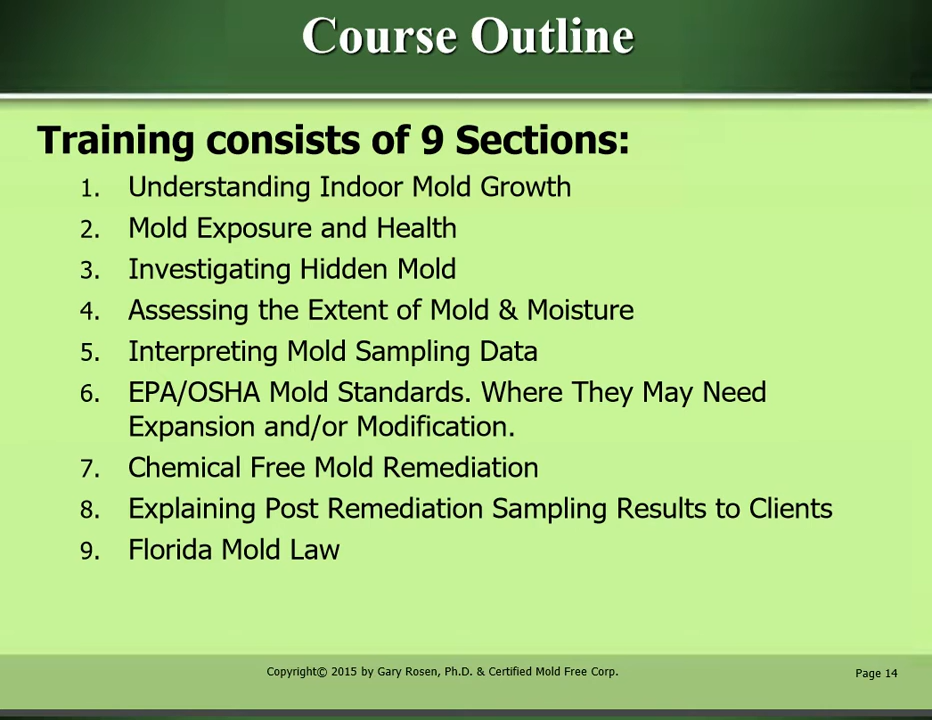 Course Outline
Training consists of 9 Sections:
1. Understanding Indoor Mold Growth
2. Mold Exposure and Health
3. Investigating Hidden Mold
4. Assessing the Extent of Mold & Moisture
5. Interpreting Mold Sampling Data
6. EPA/OSHA Mold Standards. Where They May Need
Expansion and/or Modification.
7. Chemical Free Mold Remediation
8. Explaining Post Remediation Sampling Results to Clients
9. Florida Mold Law
Copyright© 2015 by Gary Rosen, Ph.D. & Certified Mold Free Corp.
Page 14